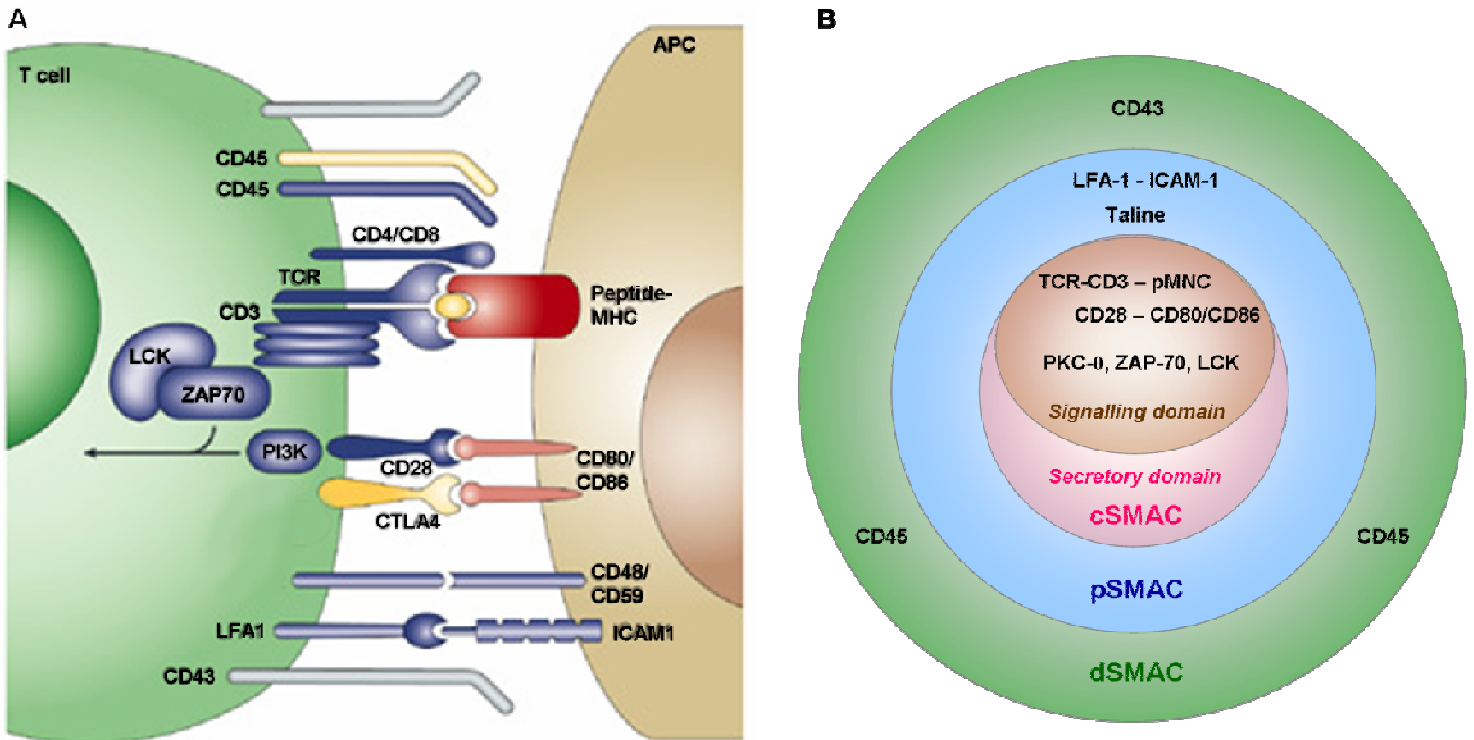 A
T cell
APC
CD45
CD45
CD4/CD8
TCR
CD3
Peptide-
MHC
LCK
ZAP70
PI3K
CD28
CD80/
CD86
CTLA4
CD48/
CD59
LFA1
ICAM1
CD43
B
CD43
LFA-1 - ICAM-1
Taline
TCR-CD3 – pMNC
CD28 – CD80/CD86
PKC-θ, ZAP-70, LCK
Signalling domain
Secretory domain
cSMAC
CD45
CD45
pSMAC
dSMAC